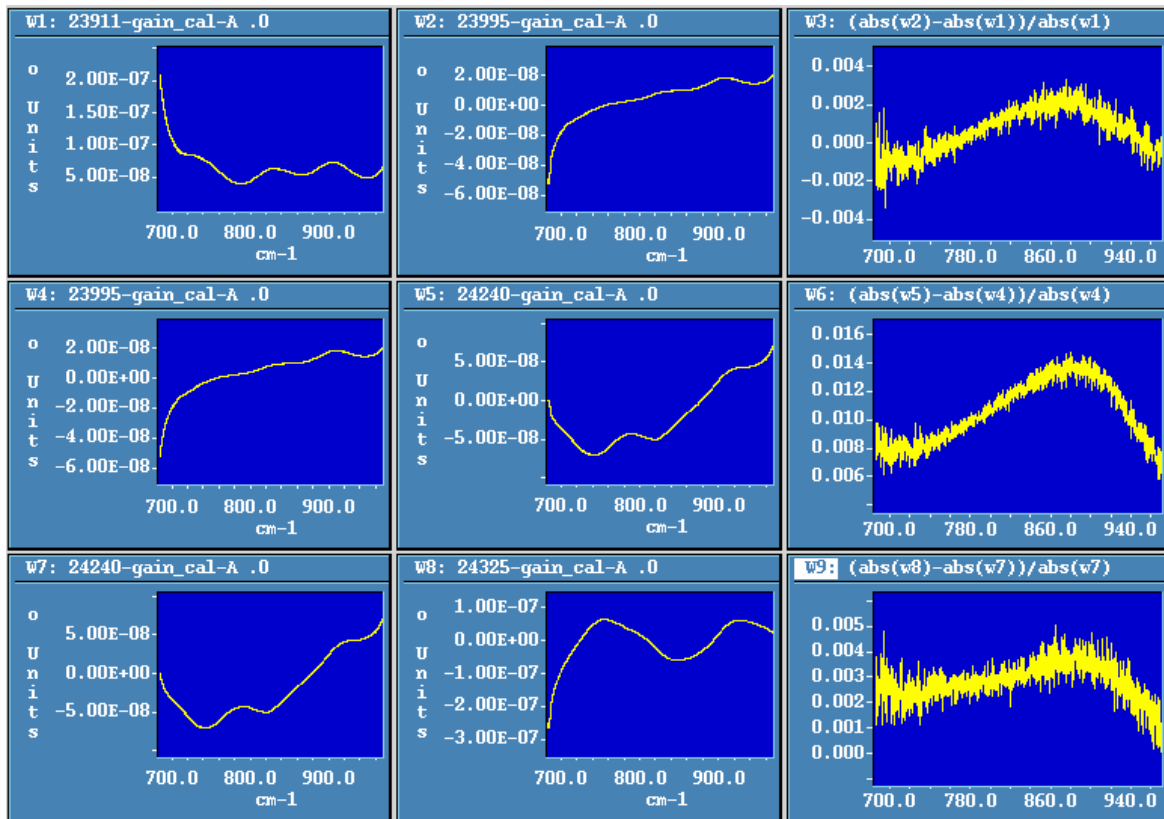 W1: 23911-gain_cal-A .0
o Units
2.00E-07
1.50E-07
1.00E-07
5.00E-08
700.0 800.0 900.0
cm-1
W2: 23995-gain_cal-A .0
o Units
2.00E-08
0.00E+00
-2.00E-08
-4.00E-08
-6.00E-08
700.0 800.0 900.0
cm-1
W3: (abs(w2)-abs(w1))/abs(w1)
0.004
0.002
0.000
-0.002
-0.004
700.0 780.0 860.0 940.0
W4: 23995-gain_cal-A .0
o Units
2.00E-08
0.00E+00
-2.00E-08
-4.00E-08
-6.00E-08
700.0 800.0 900.0
cm-1
W5: 24240-gain_cal-A .0
o Units
5.00E-08
0.00E+00
-5.00E-08
700.0 800.0 900.0
cm-1
W6: (abs(w5)-abs(w4))/abs(w4)
0.016
0.014
0.012
0.010
0.008
0.006
700.0 780.0 860.0 940.0
W7: 24240-gain_cal-A .0
o Units
5.00E-08
0.00E+00
-5.00E-08
700.0 800.0 900.0
cm-1
W8: 24325-gain_cal-A .0
o Units
1.00E-07
0.00E+00
-1.00E-07
-2.00E-07
-3.00E-07
700.0 800.0 900.0
cm-1
W9: (abs(w8)-abs(w7))/abs(w7)
0.005
0.004
0.003
0.002
0.001
0.000
700.0 780.0 860.0 940.0